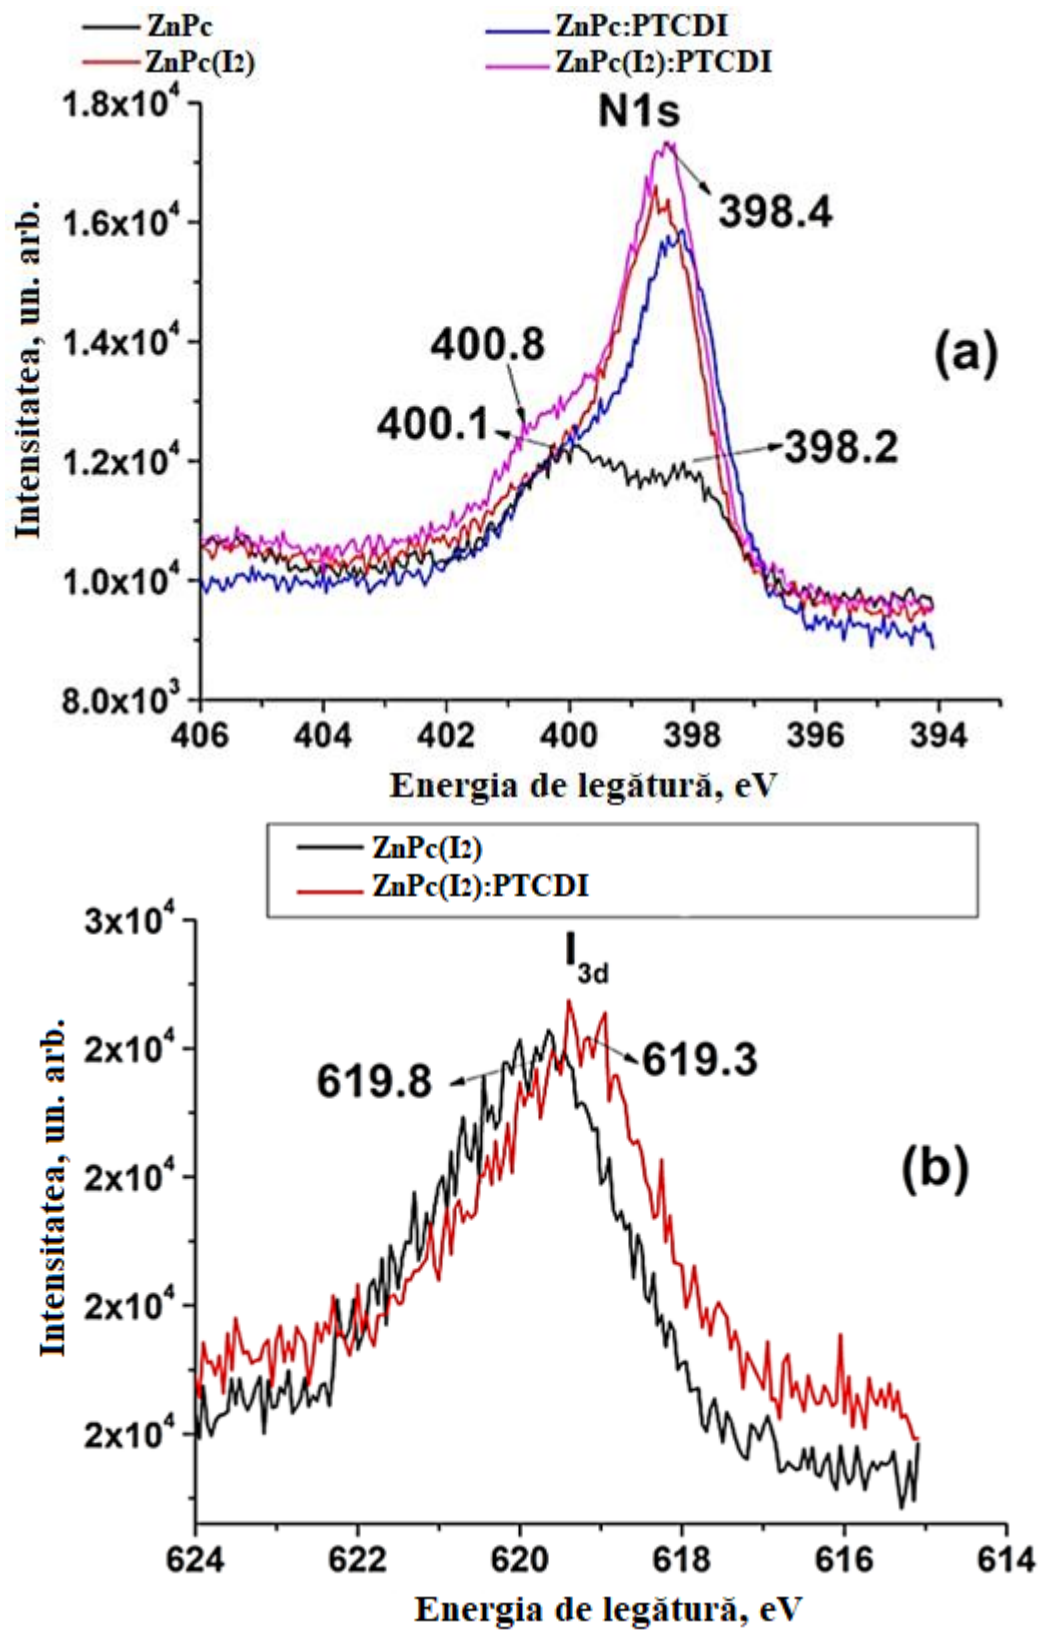 ZnPc ZnPc:PTCDI
ZnPc(I2) ZnPc(I2):PTCDI
1.8x10⁴
N1s
398.4
1.6x10⁴
Intensitatea, un. arb.
1.4x10⁴
400.8
(a)
400.1
398.2
1.2x10⁴
1.0x10⁴
8.0x10³
406 404 402 400 398 396 394
Energia de legătură, eV
ZnPc(I2)
ZnPc(I2):PTCDI
3x10⁴
I3d
2x10⁴
619.8
619.3
Intensitatea, un. arb.
2x10⁴
(b)
2x10⁴
2x10⁴
624 622 620 618 616 614
Energia de legătură, eV